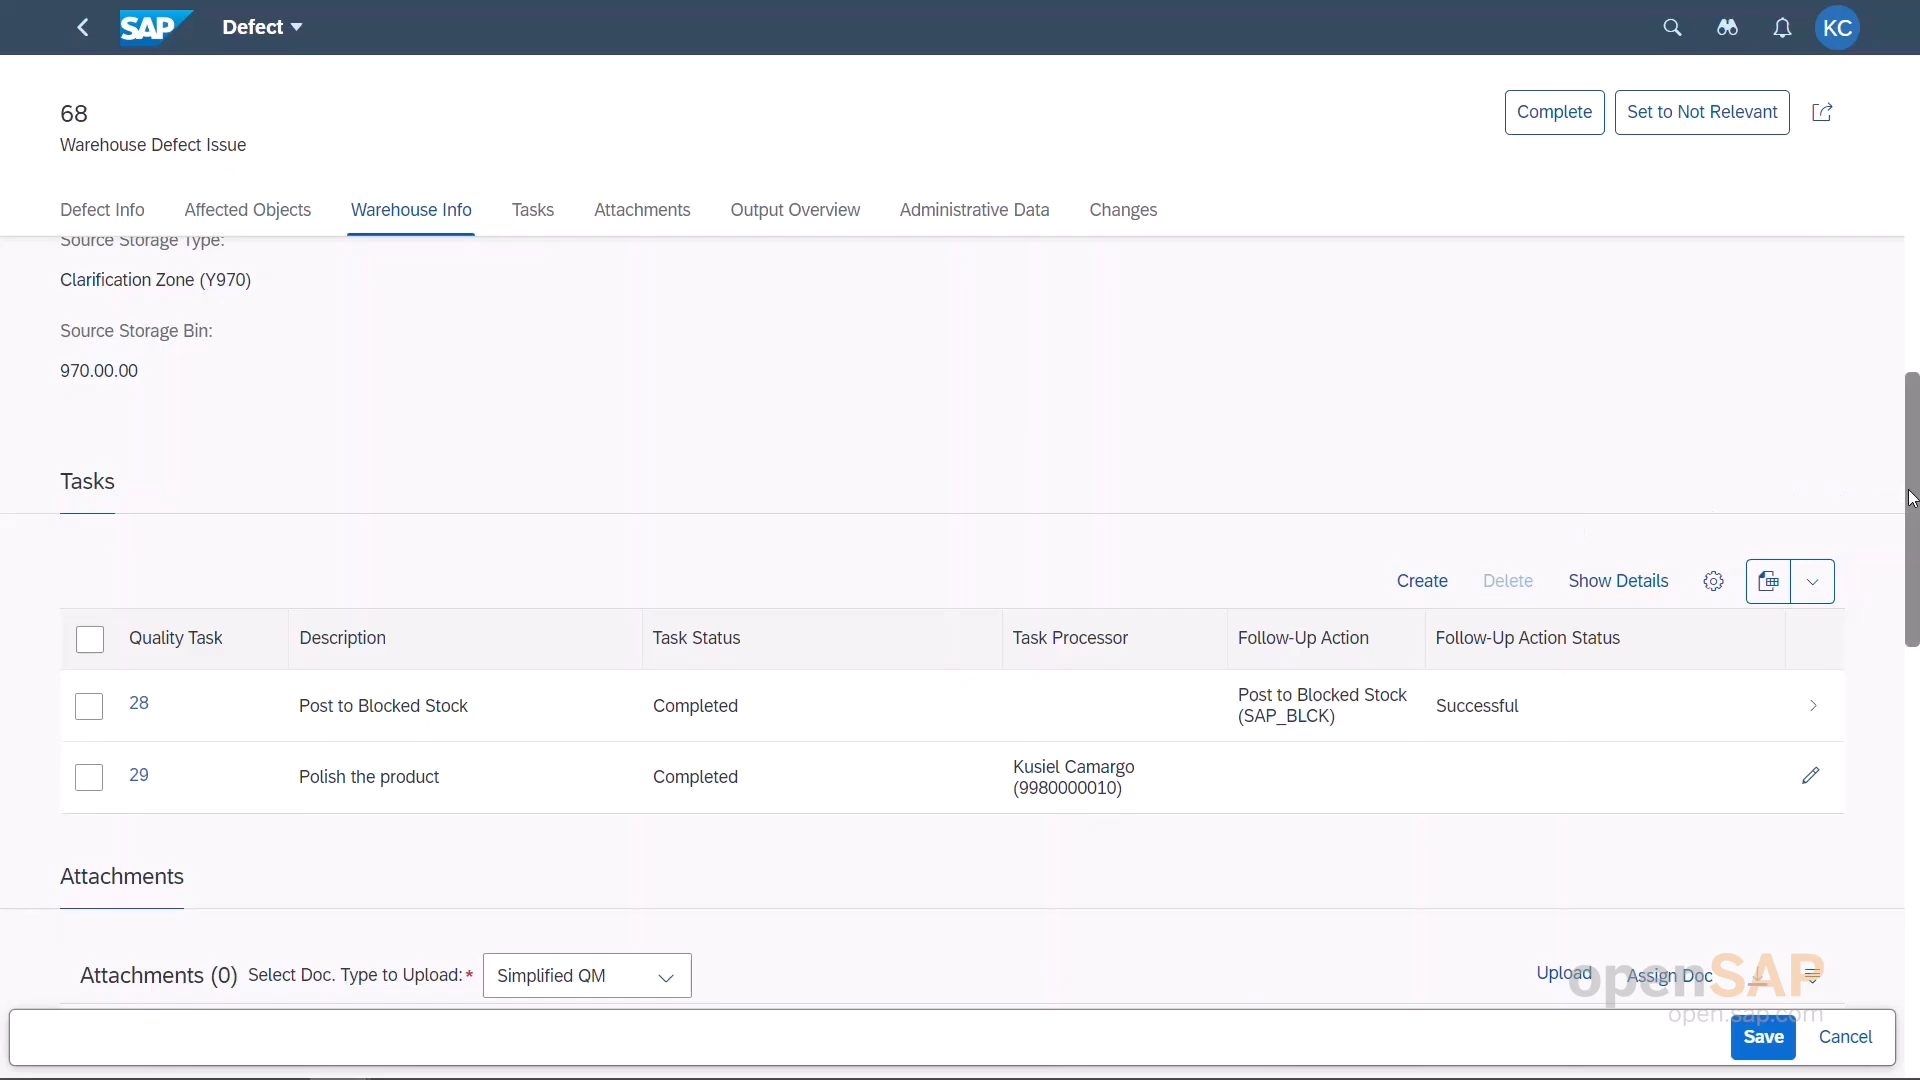 SAP
Defect
KC
68
Warehouse Defect Issue
Complete
Set to Not Relevant
Defect Info
Affected Objects
Warehouse Info
Tasks
Attachments
Output Overview
Administrative Data
Changes
Source Storage Type:
Clarification Zone (Y970)
Source Storage Bin:
970.00.00
Tasks
Create
Delete
Show Details
Quality Task
Description
Task Status
Task Processor
Follow-Up Action
Follow-Up Action Status
28
Post to Blocked Stock
Completed
Post to Blocked Stock
(SAP_BLCK)
Successful
29
Polish the product
Completed
Kusiel Camargo
(9980000010)
Attachments
Attachments (0)
Select Doc. Type to Upload:*
Simplified QM
Upload
Assign Doc
openSAP
open.sap.com
Save
Cancel